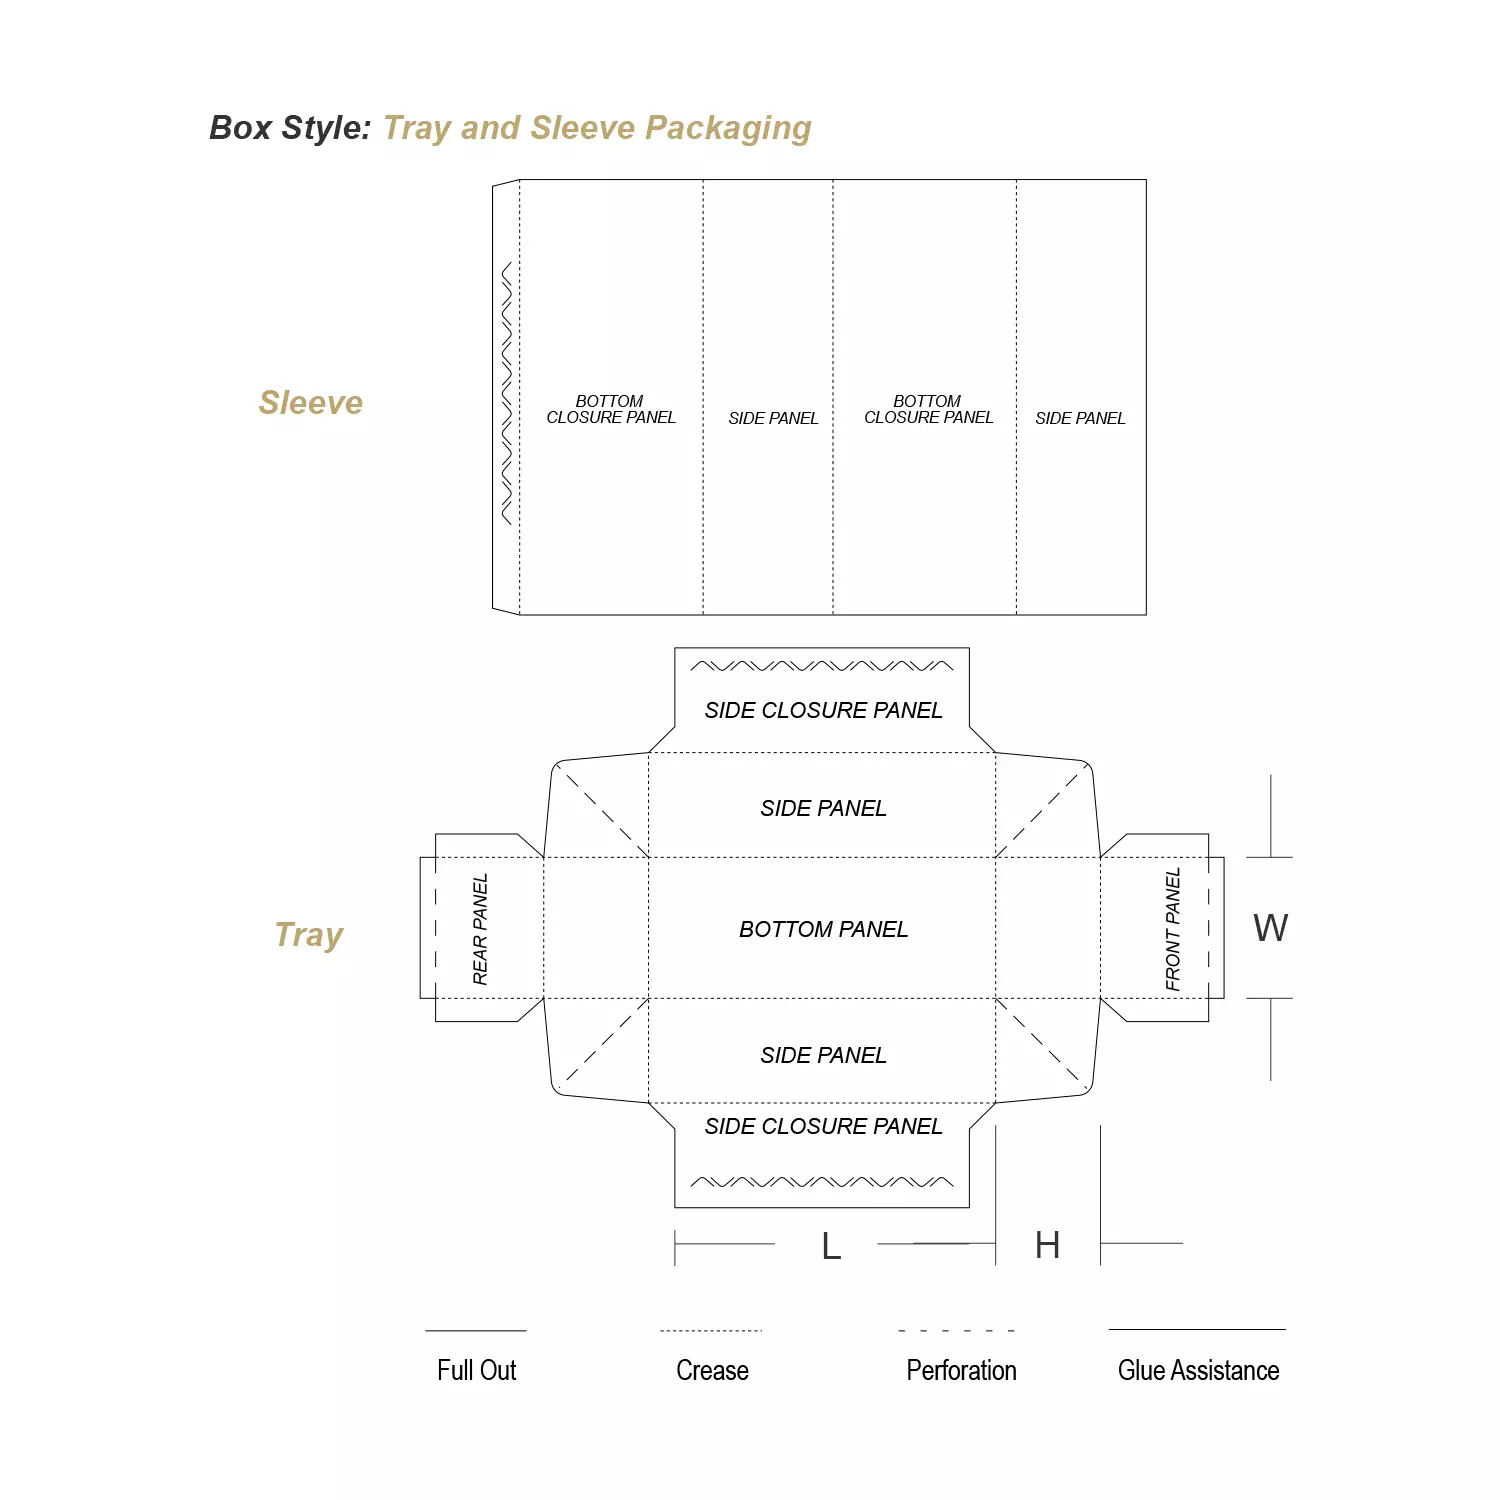 Box Style: Tray and Sleeve Packaging
Sleeve
BOTTOM
CLOSURE PANEL
SIDE PANEL
BOTTOM
CLOSURE PANEL
SIDE PANEL
SIDE CLOSURE PANEL
SIDE PANEL
Tray
REAR PANEL
BOTTOM PANEL
FRONT PANEL
W
SIDE PANEL
SIDE CLOSURE PANEL
L
H
Full Out
Crease
Perforation
Glue Assistance